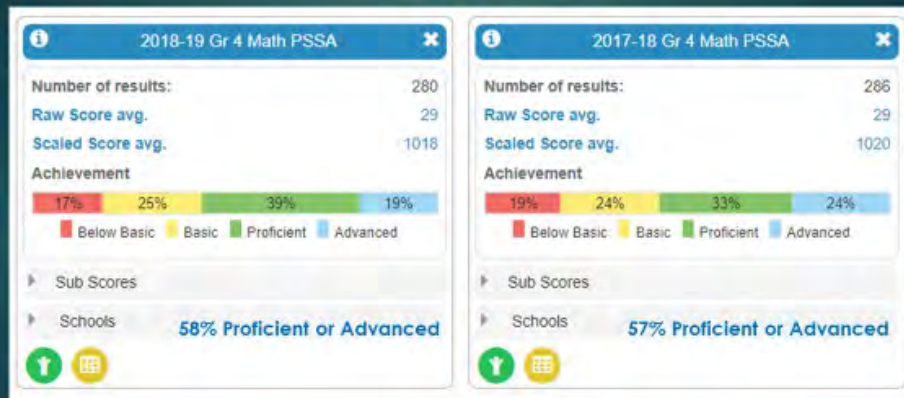 2018-19 Gr 4 Math PSSA
Number of results: 280
Raw Score avg. 29
Scaled Score avg. 1018
Achievement
17% 25% 39% 19%
Below Basic Basic Proficient Advanced
Sub Scores
Schools
58% Proficient or Advanced
2017-18 Gr 4 Math PSSA
Number of results: 286
Raw Score avg. 29
Scaled Score avg. 1020
Achievement
19% 24% 33% 24%
Below Basic Basic Proficient Advanced
Sub Scores
Schools
57% Proficient or Advanced